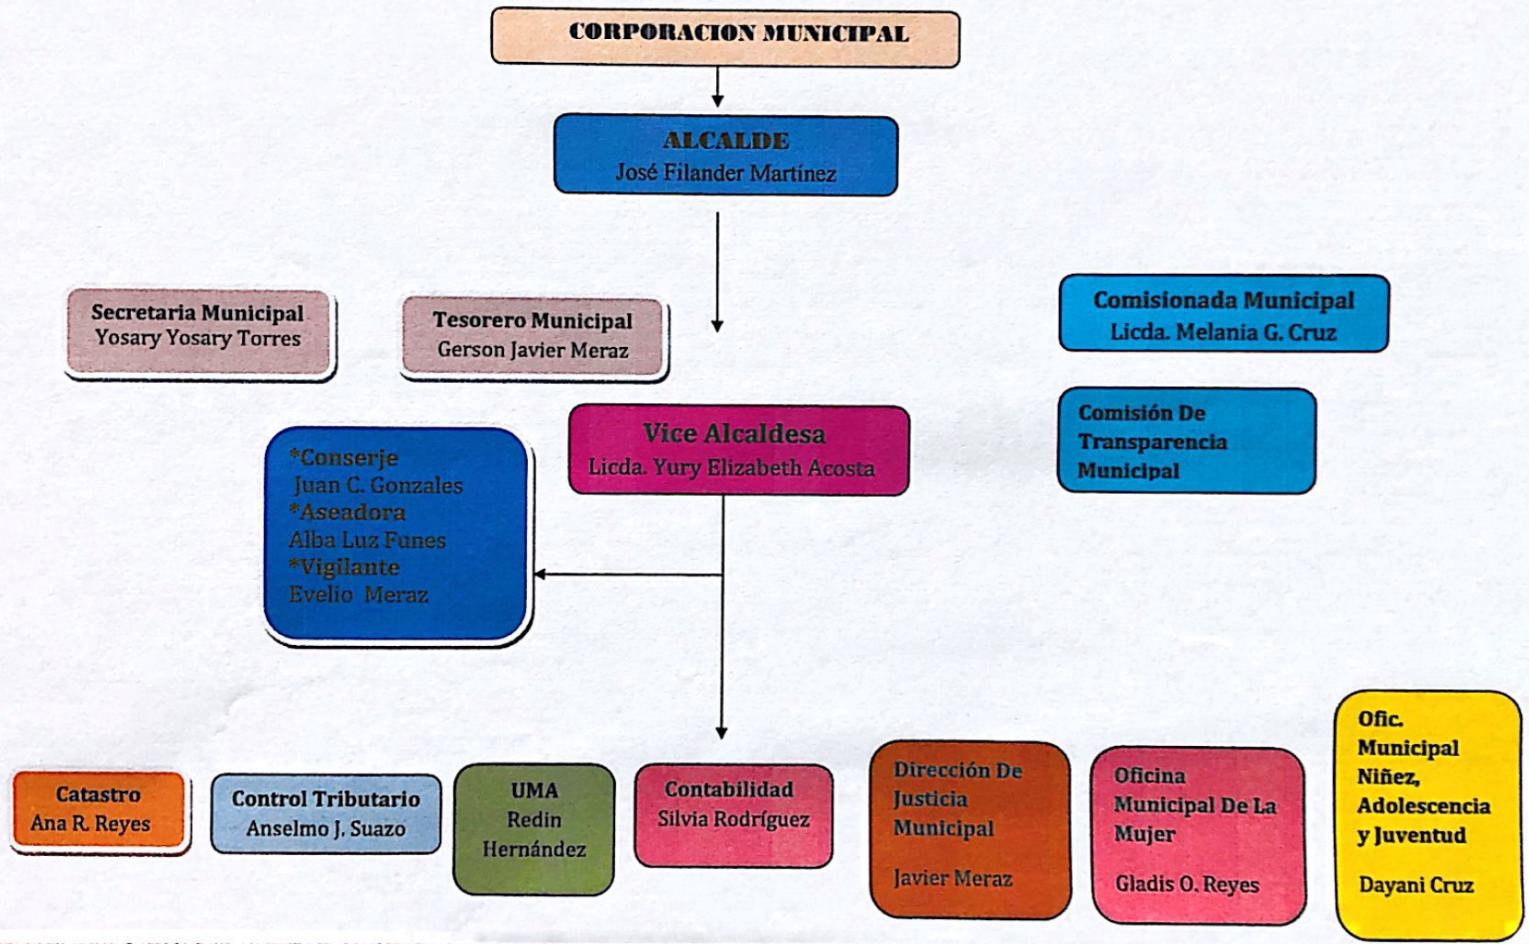 CORPORACION MUNICIPAL
ALCALDE
José Filander Martínez
Secretaria Municipal
Yosary Yosary Torres
Tesorero Municipal
Gerson Javier Meraz
Comisionada Municipal
Licda. Melania G. Cruz
Comisión De
Transparencia
Municipal
Vice Alcaldesa
Licda. Yury Elizabeth Acosta
*Conserje
Juan C. Gonzales
*Aseadora
Alba Luz Funes
*Vigilante
Evelio Meraz
Catastro
Ana R. Reyes
Control Tributario
Anselmo J. Suazo
UMA
Redin
Hernández
Contabilidad
Silvia Rodríguez
Dirección De
Justicia
Municipal
Javier Meraz
Oficina
Municipal De La
Mujer
Gladis O. Reyes
Ofic.
Municipal
Niñez,
Adolescencia
y Juventud
Dayani Cruz